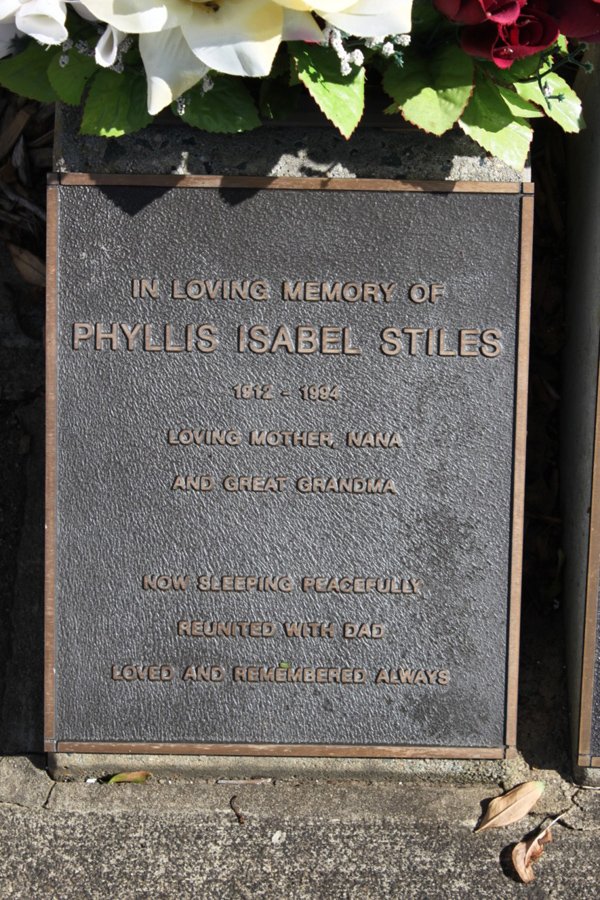 IN LOVING MEMORY OF
PHYLLIS ISABEL STILES
1912 - 1994
LOVING MOTHER, NANA
AND GREAT GRANDMA
NOW SLEEPING PEACEFULLY
REUNITED WITH DAD
LOVED AND REMEMBERED ALWAYS